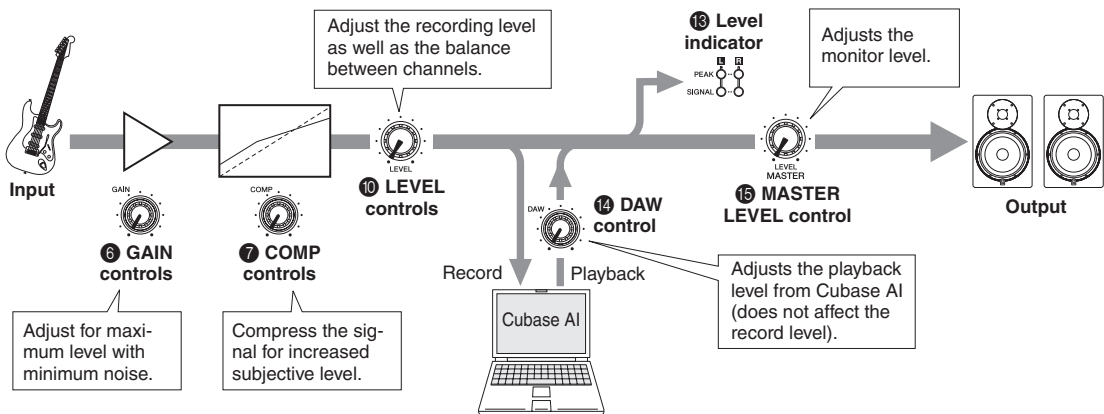 Adjust the recording level
as well as the balance
between channels.
⑬ Level
indicator
L R
PEAK
SIGNAL
Adjusts the
monitor level.
Input
GAIN
⑥ GAIN
controls
COMP
⑦ COMP
controls
LEVEL
⑩ LEVEL
controls
DAW
⑭ DAW
control
LEVEL
MASTER
⑮ MASTER
LEVEL control
Output
Record
Playback
Cubase AI
Adjust for maxi-
mum level with
minimum noise.
Compress the sig-
nal for increased
subjective level.
Adjusts the playback
level from Cubase AI
(does not affect the
record level).